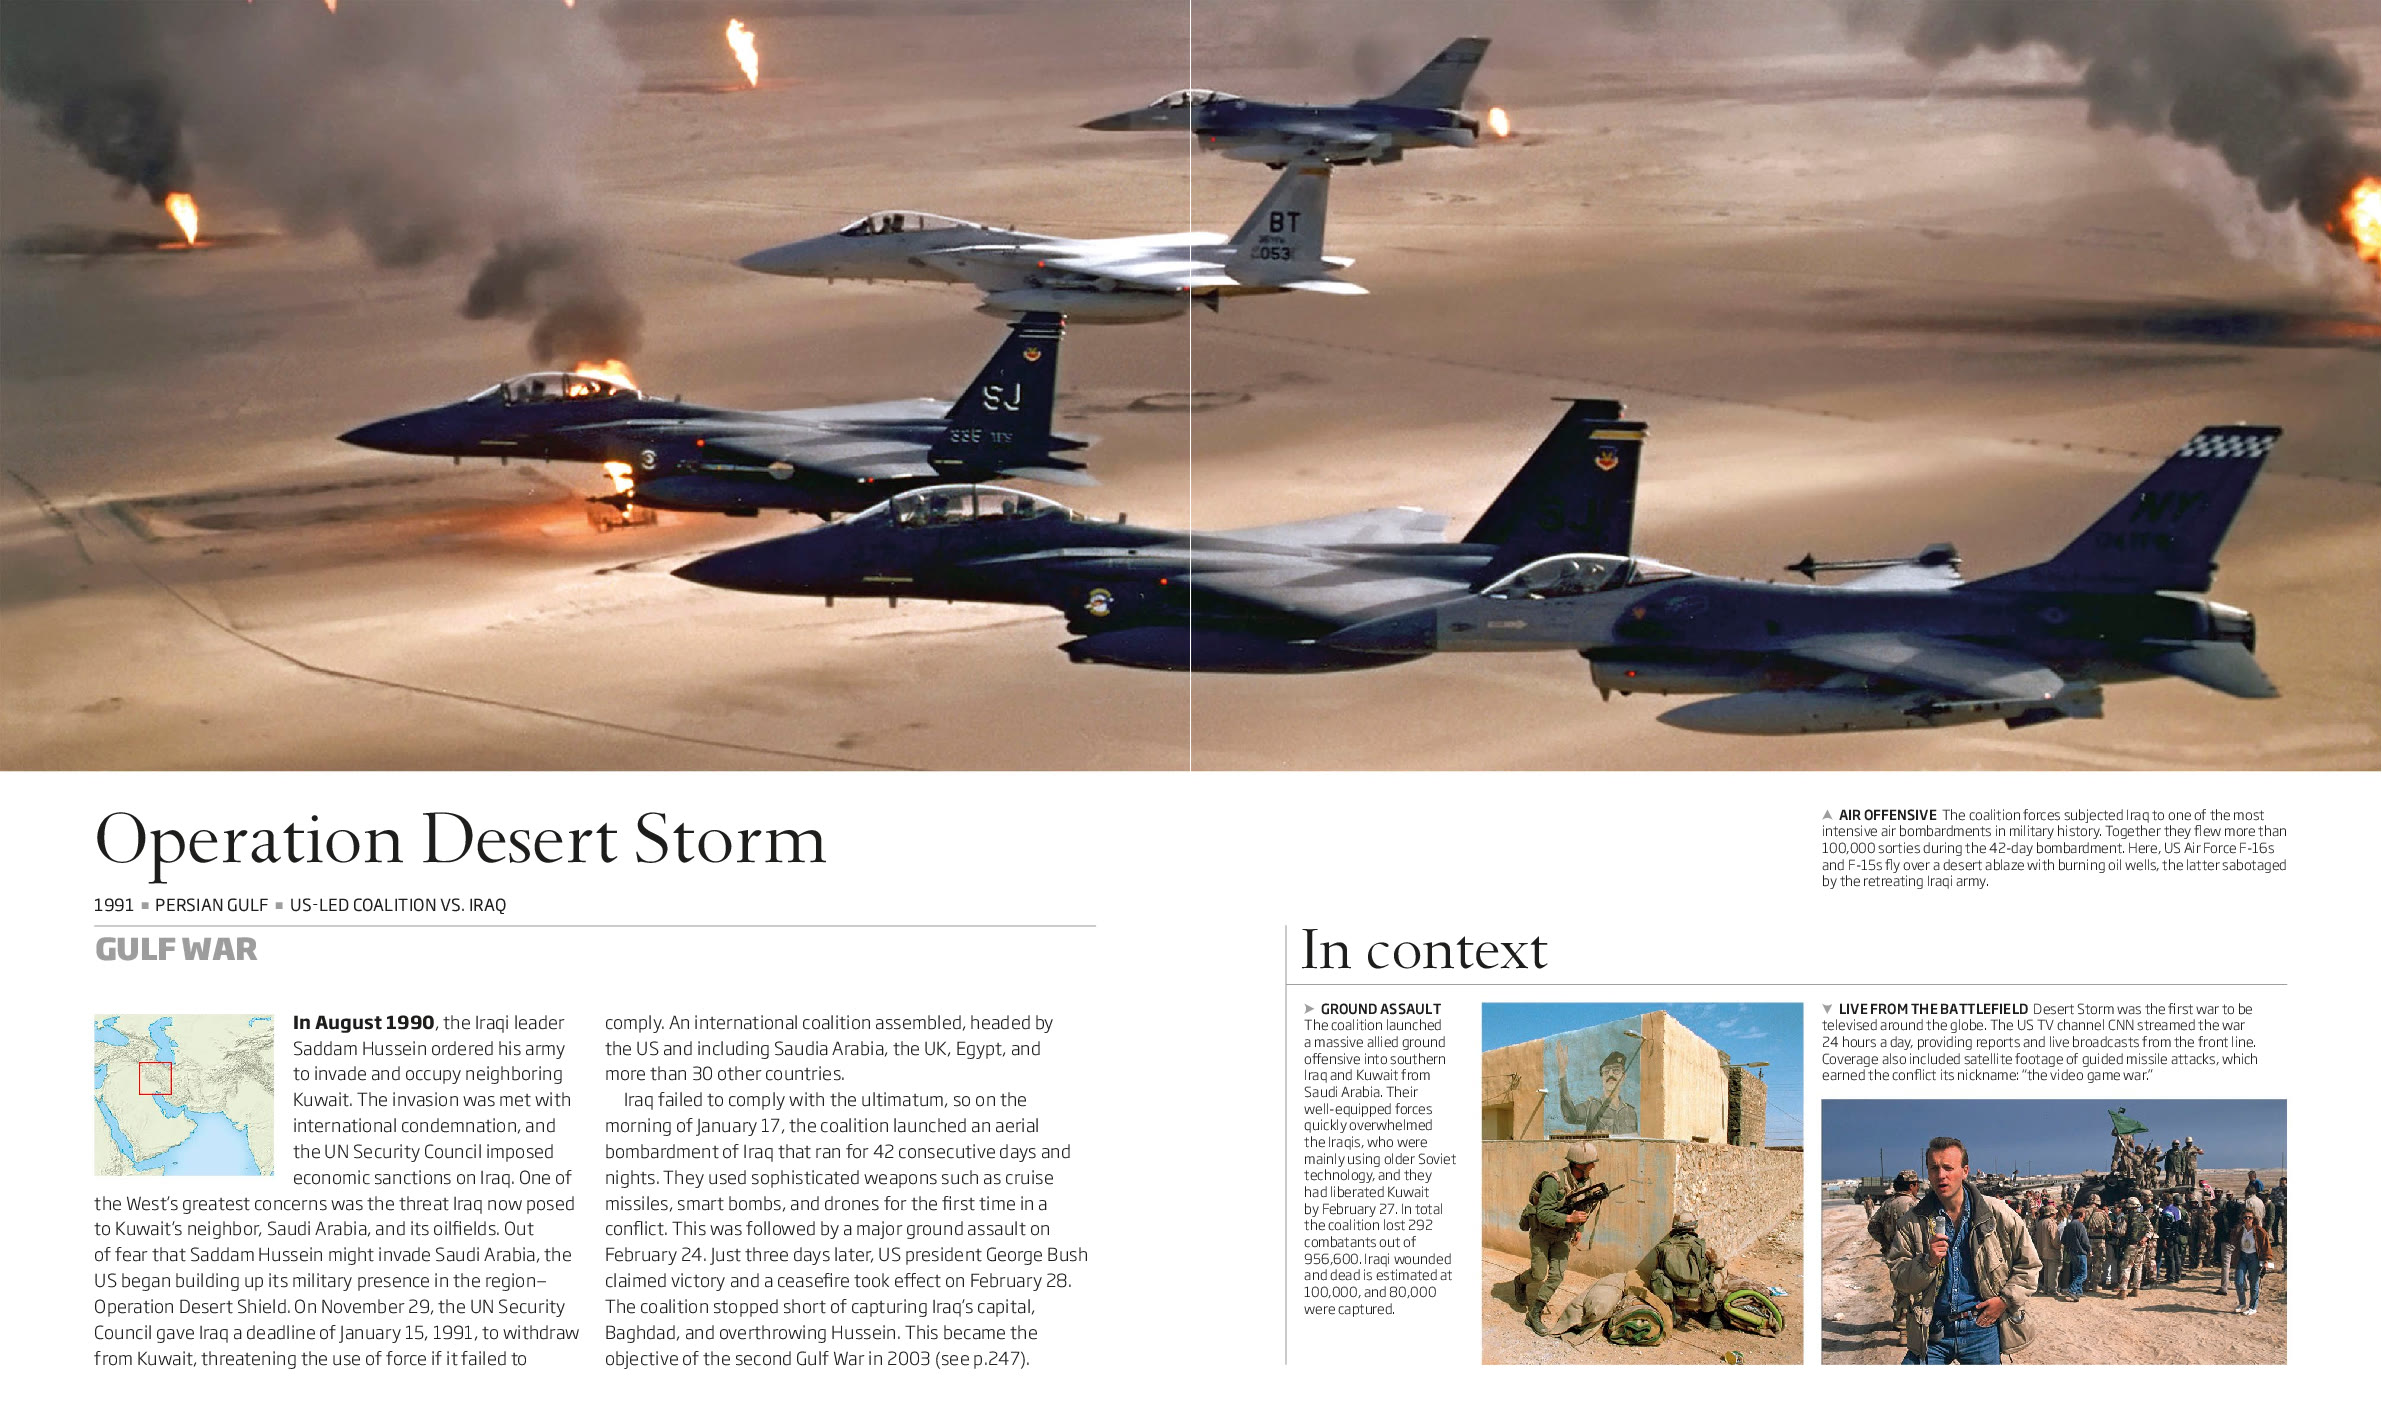 BT
053
SJ
SJ
NY
Operation Desert Storm
1991 ■ PERSIAN GULF ■ US-LED COALITION VS. IRAQ
GULF WAR
In August 1990, the Iraqi leader
Saddam Hussein ordered his army
to invade and occupy neighboring
Kuwait. The invasion was met with
international condemnation, and
the UN Security Council imposed
economic sanctions on Iraq. One of
the West's greatest concerns was the threat Iraq now posed
to Kuwait's neighbor, Saudi Arabia, and its oilfields. Out
of fear that Saddam Hussein might invade Saudi Arabia, the
US began building up its military presence in the region—
Operation Desert Shield. On November 29, the UN Security
Council gave Iraq a deadline of January 15, 1991, to withdraw
from Kuwait, threatening the use of force if it failed to
comply. An international coalition assembled, headed by
the US and including Saudia Arabia, the UK, Egypt, and
more than 30 other countries.
Iraq failed to comply with the ultimatum, so on the
morning of January 17, the coalition launched an aerial
bombardment of Iraq that ran for 42 consecutive days and
nights. They used sophisticated weapons such as cruise
missiles, smart bombs, and drones for the first time in a
conflict. This was followed by a major ground assault on
February 24. Just three days later, US president George Bush
claimed victory and a ceasefire took effect on February 28.
The coalition stopped short of capturing Iraq's capital,
Baghdad, and overthrowing Hussein. This became the
objective of the second Gulf War in 2003 (see p.247).
AIR OFFENSIVE The coalition forces subjected Iraq to one of the most
intensive air bombardments in military history. Together they flew more than
100,000 sorties during the 42-day bombardment. Here, US Air Force F-16s
and F-15s fly over a desert ablaze with burning oil wells, the latter sabotaged
by the retreating Iraqi army.
In context
GROUND ASSAULT
The coalition launched
a massive allied ground
offensive into southern
Iraq and Kuwait from
Saudi Arabia. Their
well-equipped forces
quickly overwhelmed
the Iraqis, who were
mainly using older Soviet
technology, and they
had liberated Kuwait
by February 27. In total
the coalition lost 292
combatants out of
956,600. Iraqi wounded
and dead is estimated at
100,000, and 80,000
were captured.
LIVE FROM THE BATTLEFIELD Desert Storm was the first war to be
televised around the globe. The US TV channel CNN streamed the war
24 hours a day, providing reports and live broadcasts from the front line.
Coverage also included satellite footage of guided missile attacks, which
earned the conflict its nickname: "the video game war."